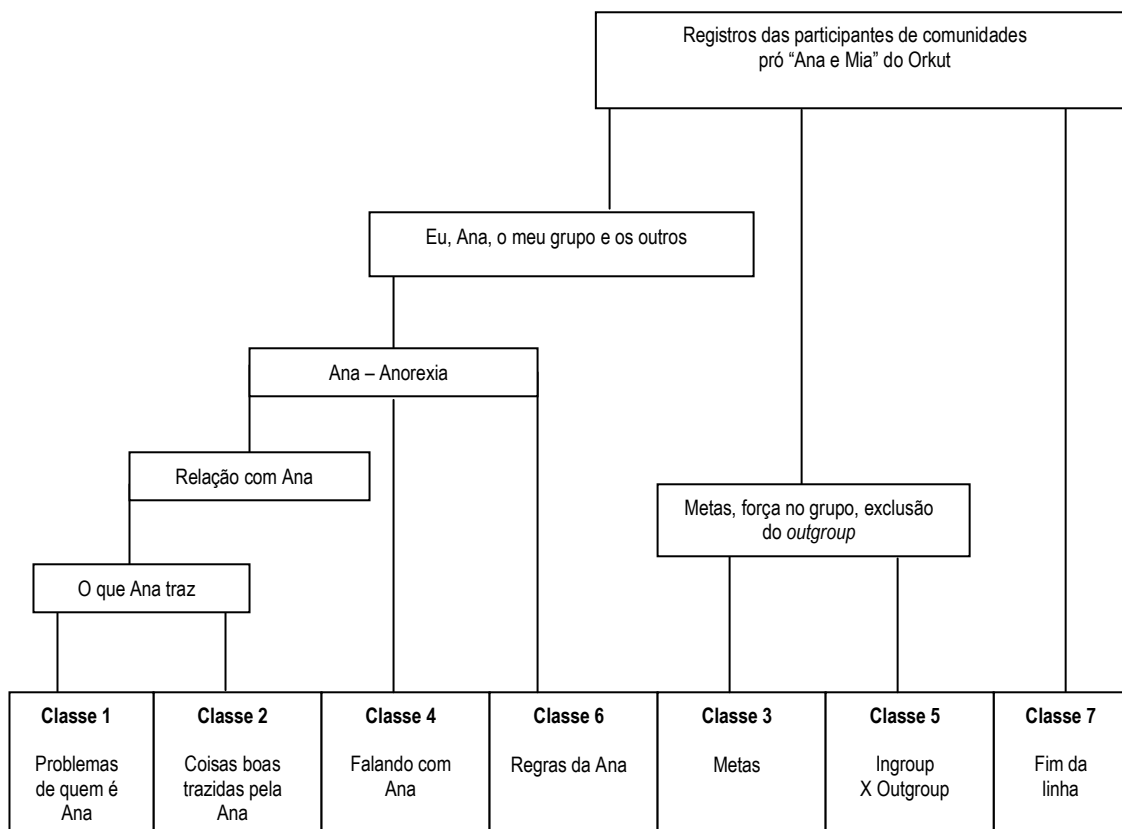 Registros das participantes de comunidades
pró “Ana e Mia” do Orkut
Eu, Ana, o meu grupo e os outros
Ana – Anorexia
Relação com Ana
Metas, força no grupo, exclusão
do outgroup
O que Ana traz
Classe 1
Problemas
de quem é
Ana
Classe 2
Coisas boas
trazidas pela
Ana
Classe 4
Falando com
Ana
Classe 6
Regras da Ana
Classe 3
Metas
Classe 5
Ingroup
X Outgroup
Classe 7
Fim da
linha